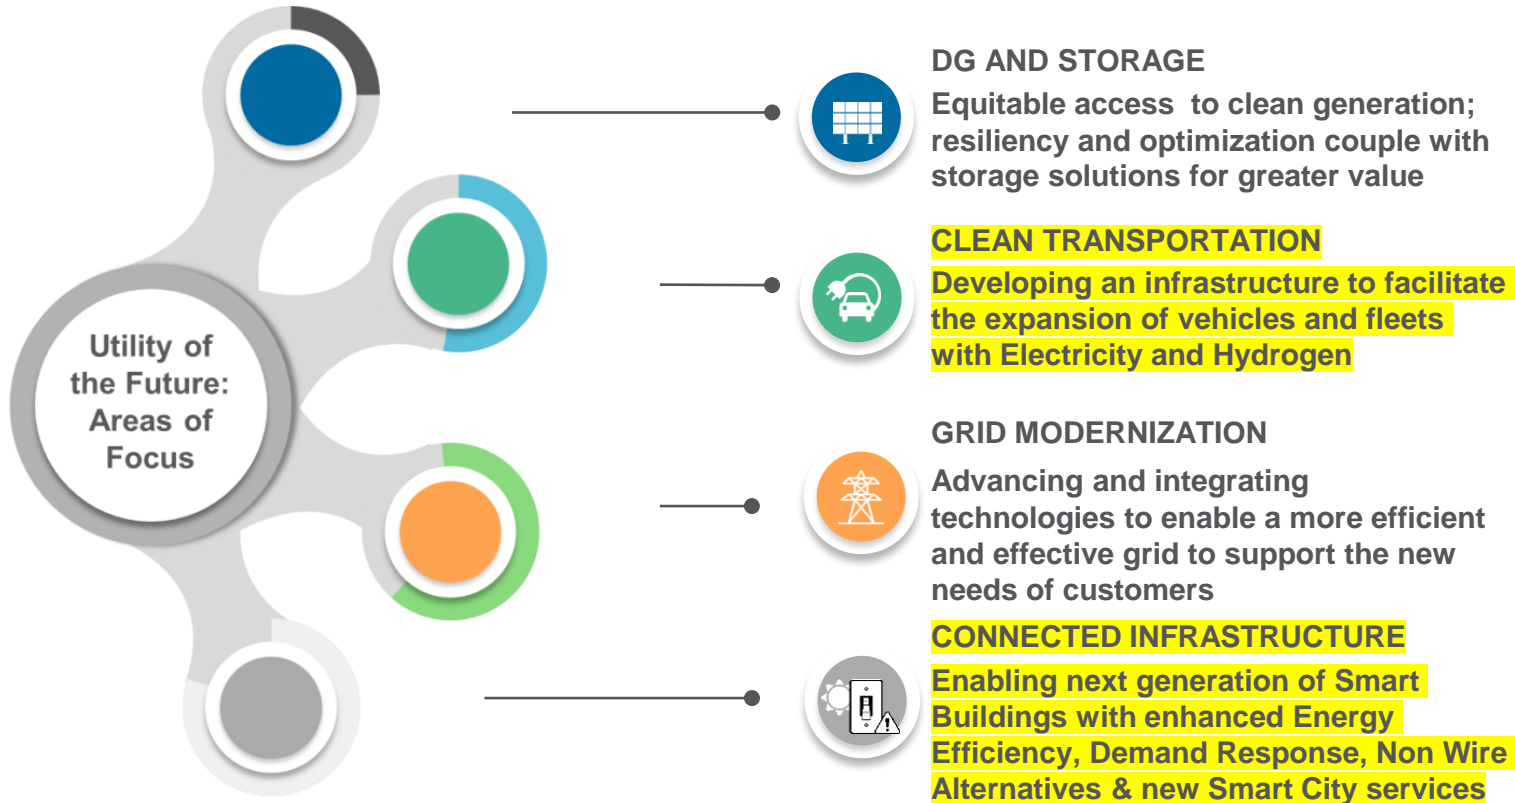 Utility of
the Future:
Areas of
Focus
DG AND STORAGE
Equitable access  to clean generation;
resiliency and optimization couple with
storage solutions for greater value
CLEAN TRANSPORTATION
Developing an infrastructure to facilitate
the expansion of vehicles and fleets
with Electricity and Hydrogen
GRID MODERNIZATION
Advancing and integrating
technologies to enable a more efficient
and effective grid to support the new
needs of customers
CONNECTED INFRASTRUCTURE
Enabling next generation of Smart
Buildings with enhanced Energy
Efficiency, Demand Response, Non Wire
Alternatives & new Smart City services